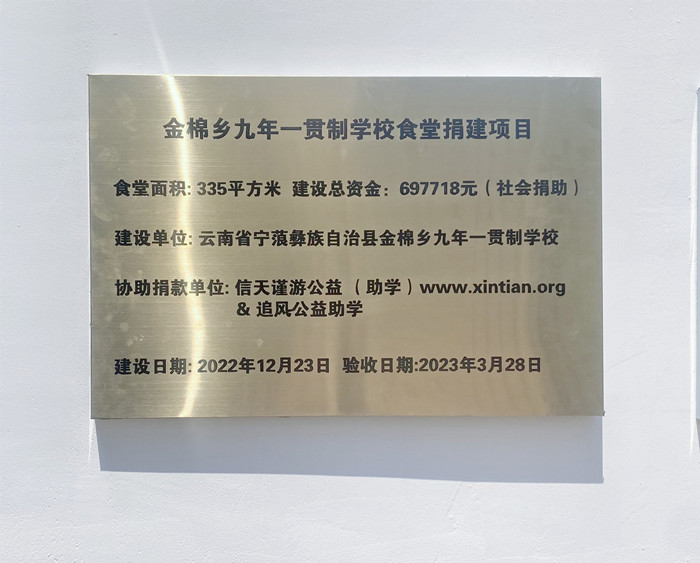 金棉乡九年一贯制学校食堂捐建项目
食堂面积: 335平方米 建设总资金: 697718元（社会捐助）
建设单位: 云南省宁蒗彝族自治县金棉乡九年一贯制学校
协助捐款单位: 信天谨游公益 （助学）www.xintian.org
& 追风公益助学
建设日期: 2022年12月23日 验收日期:2023年3月28日